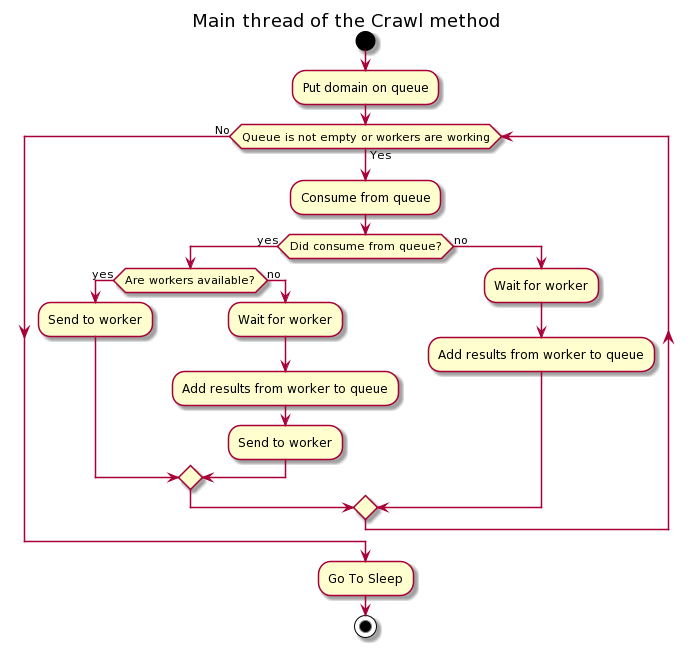 Main thread of the Crawl method
Put domain on queue
No
Queue is not empty or workers are working
Yes
Consume from queue
yes
Did consume from queue?
no
yes
Are workers available?
no
Wait for worker
Send to worker
Wait for worker
Add results from worker to queue
Add results from worker to queue
Send to worker
Go To Sleep